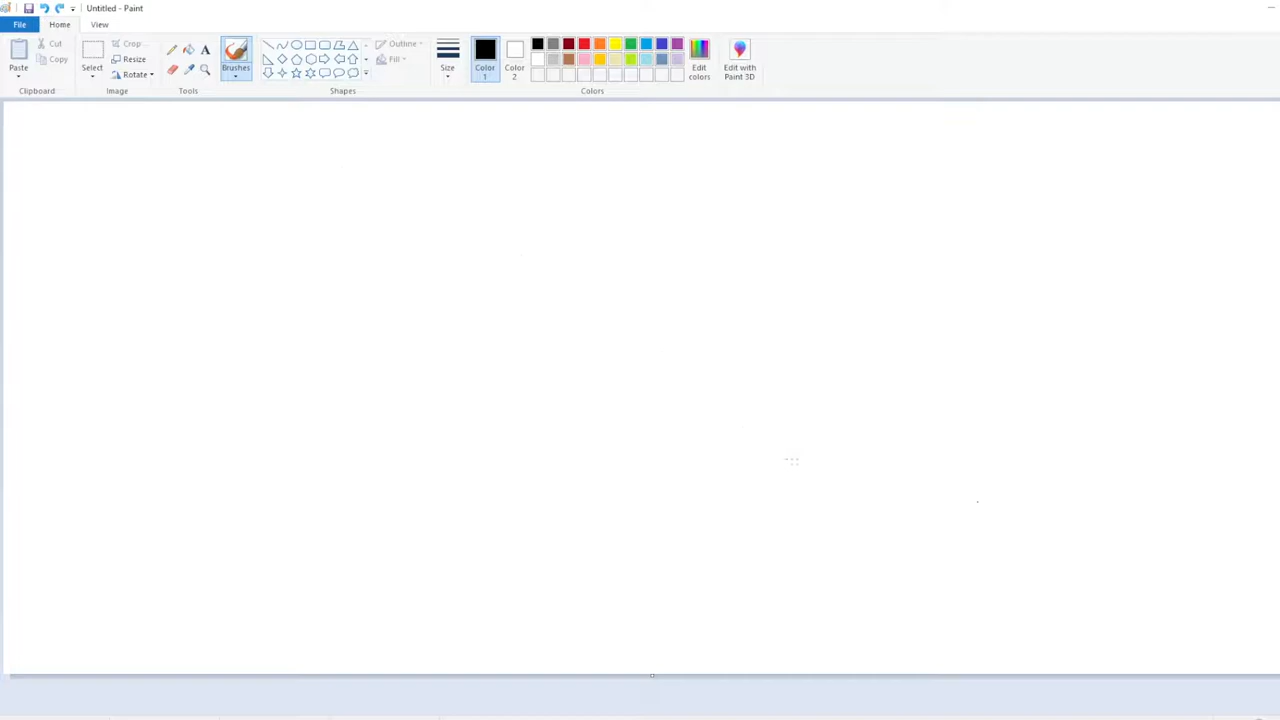 Untitled - Paint
File Home View
Paste
Cut
Copy
Clipboard
Select
Crop
Resize
Rotate
Image
A
Tools
Brushes
Shapes
Outline
Fill
Size
Color 1
Color 2
Colors
Edit colors
Edit with Paint 3D